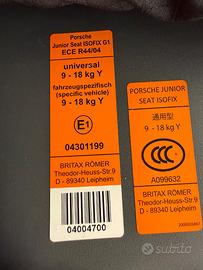 Porsche
Junior Seat ISOFIX G1
ECE R44/04
universal
9 - 18 kg Y
fahrzeugspezifisch
(specific vehicle)
9 - 18 kg Y
E1
04301199
BRITAX RÖMER
Theodor-Heuss-Str.9
D - 89340 Leipheim
04004700
PORSCHE JUNIOR
SEAT ISOFIX
通用型
9 - 18 kg Y
CCC
A099632
BRITAX RÖMER
Theodor-Heuss-Str.9
D - 89340 Leipheim
subito